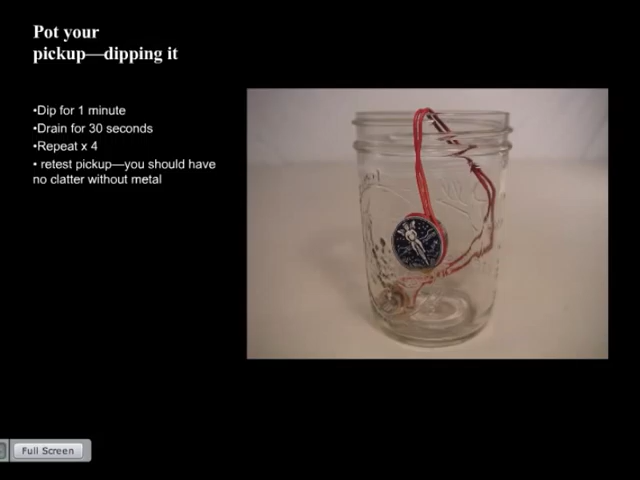 Pot your
pickup—dipping it
•Dip for 1 minute
•Drain for 30 seconds
•Repeat x 4
• retest pickup—you should have
no clatter without metal
Full Screen